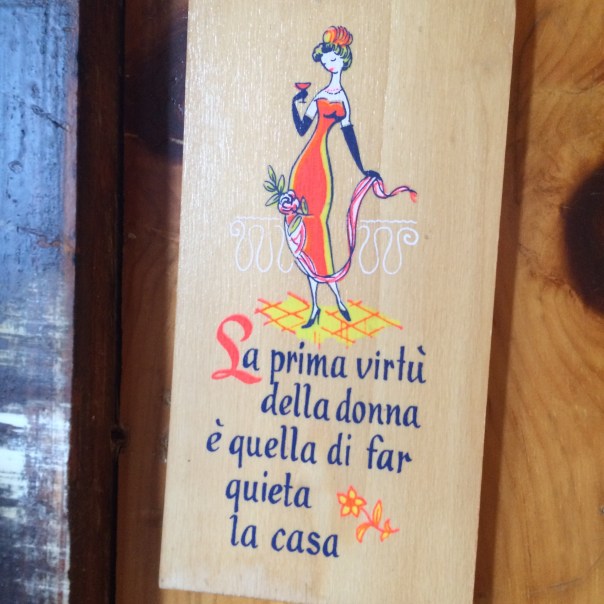 La prima virtù
della donna
è quella di far
quieta
la casa